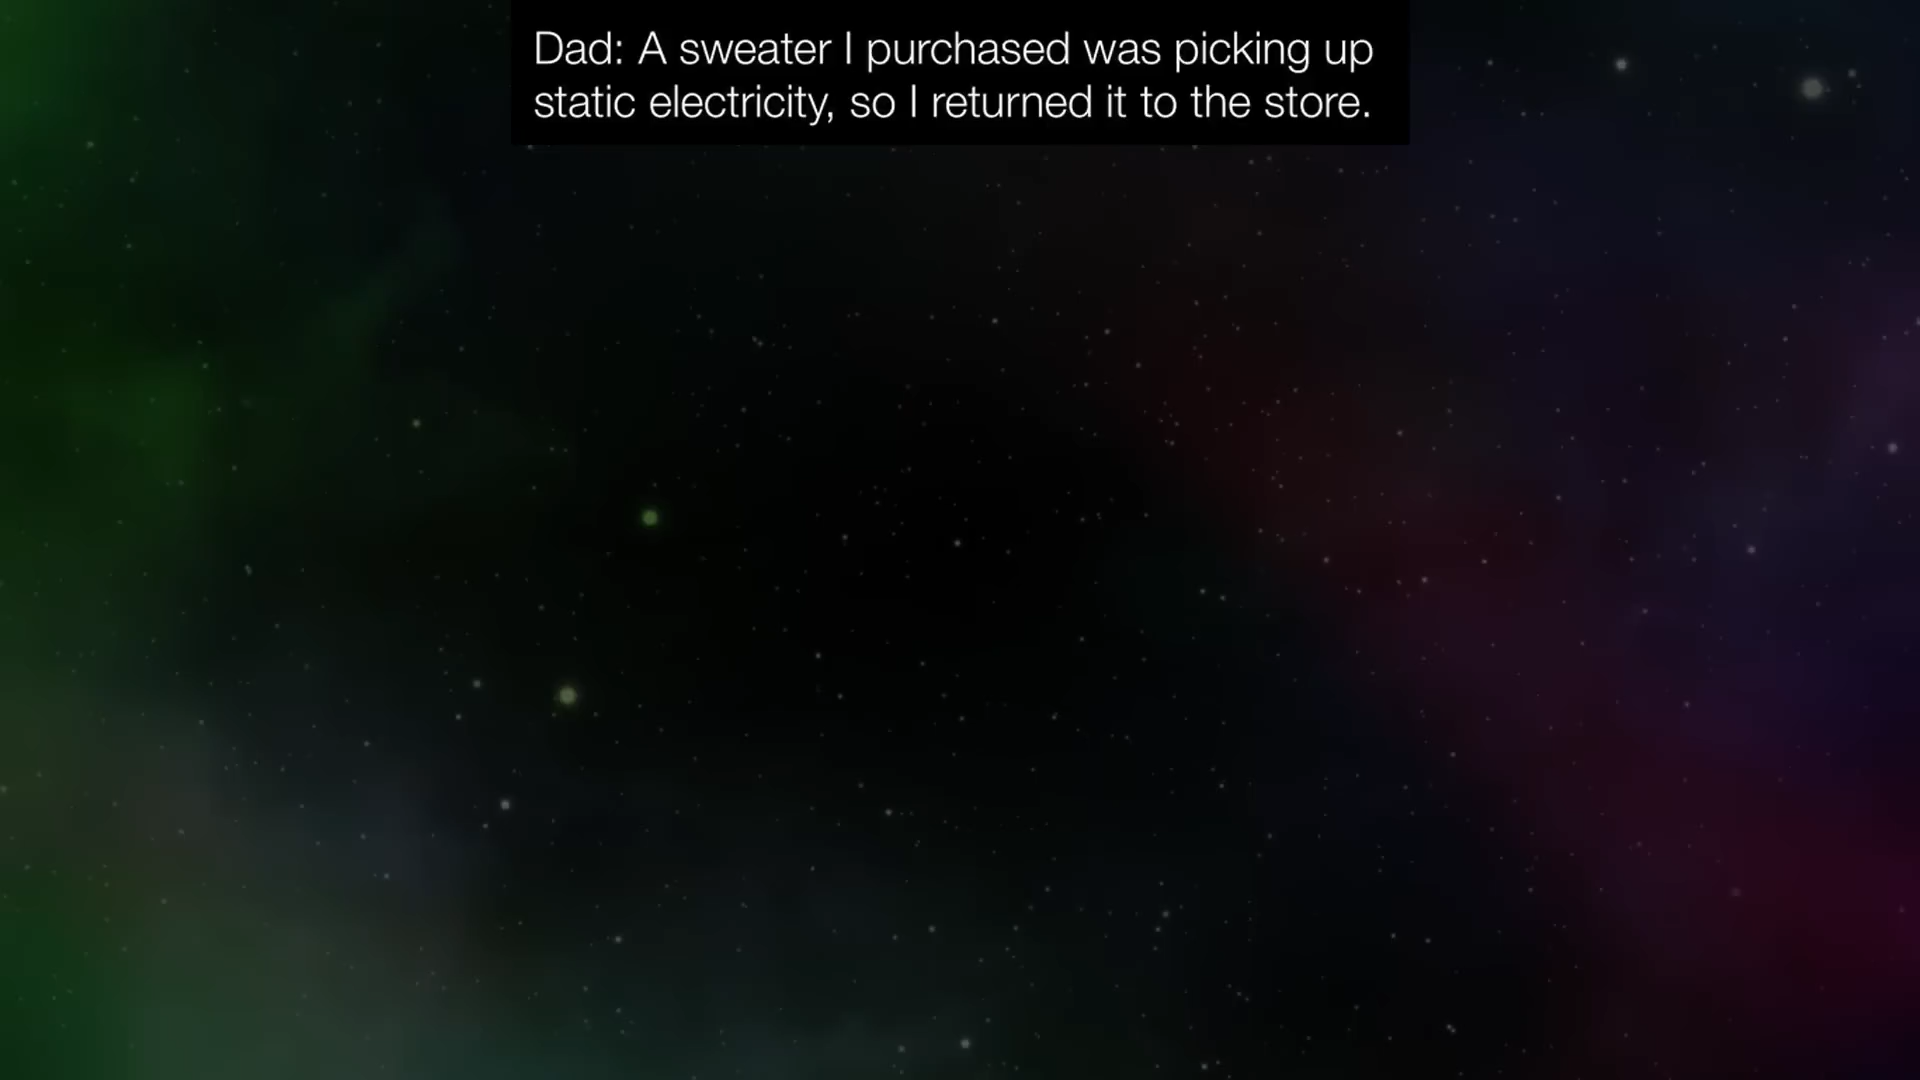 Dad: A sweater I purchased was picking up
static electricity, so I returned it to the store.